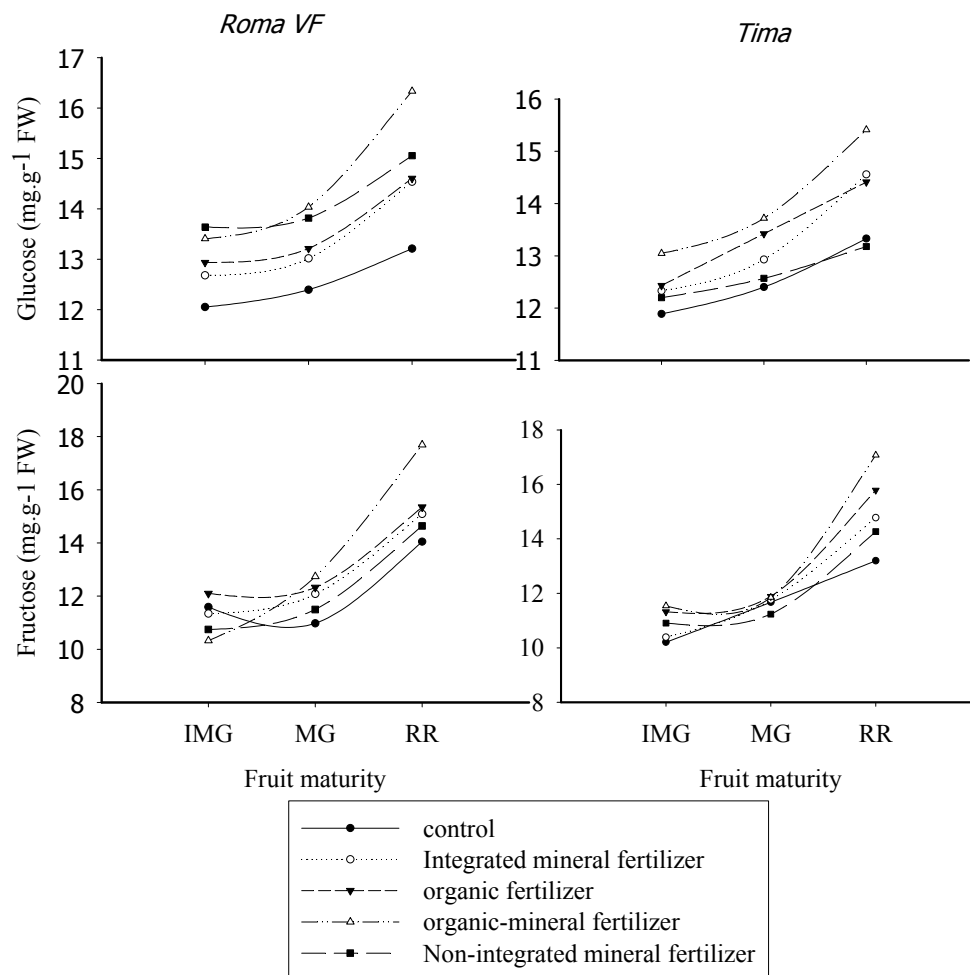 Roma VF
Tima
Glucose (mg.g-1 FW)
17
16
15
14
13
12
11
16
15
14
13
12
11
Fructose (mg.g-1 FW)
20
18
16
14
12
10
8
18
16
14
12
10
8
IMG MG RR
IMG MG RR
Fruit maturity
Fruit maturity
control
Integrated mineral fertilizer
organic fertilizer
organic-mineral fertilizer
Non-integrated mineral fertilizer